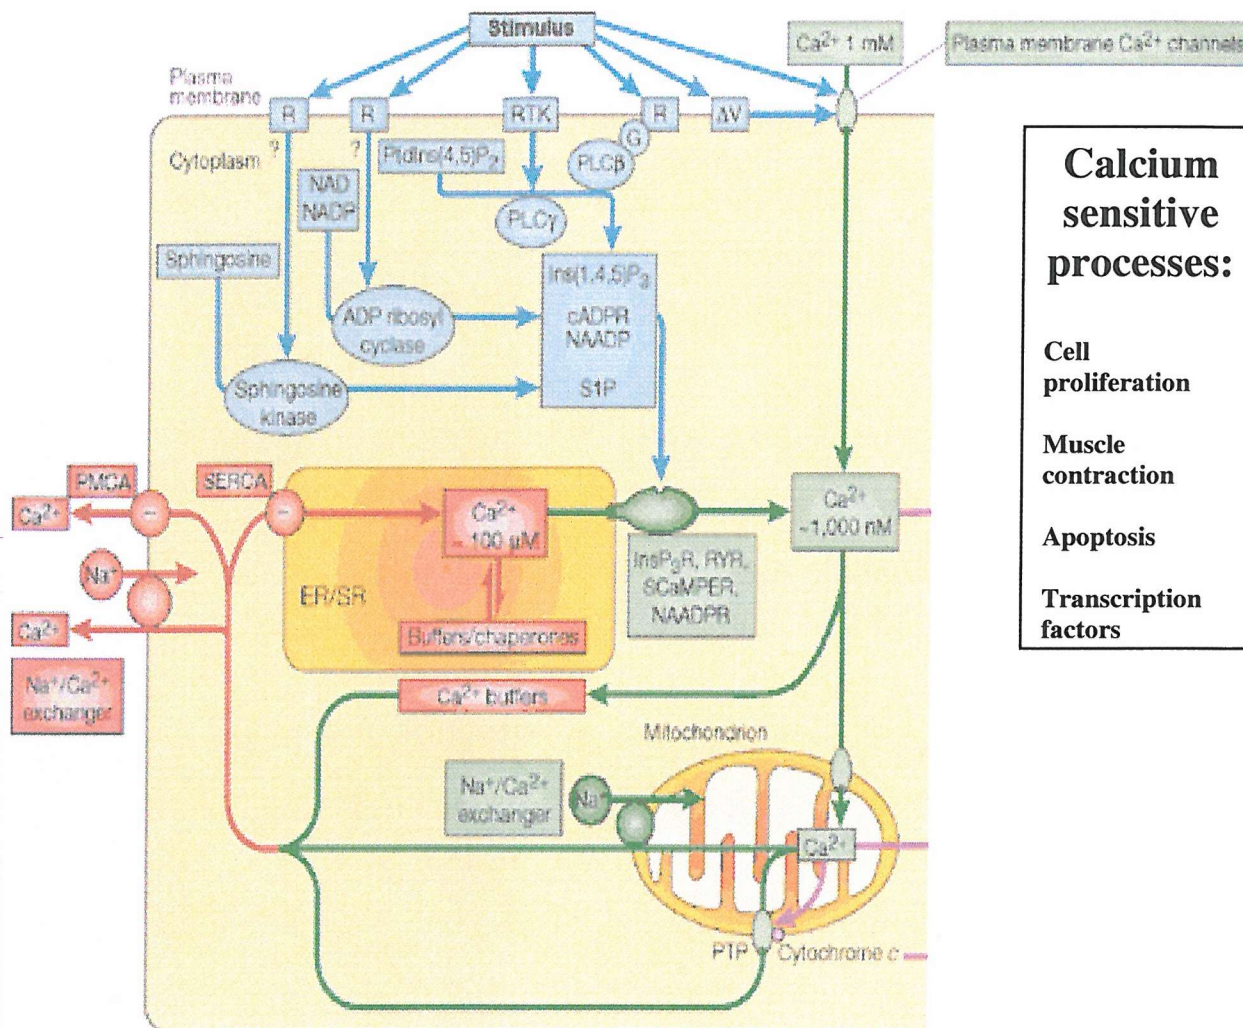 Stimulus
Ca²⁺ 1 mM
Plasma membrane Ca²⁺ channels
Plasma
membrane
R
R
RTK
R
ΔV
?
?
G
Cytoplasm
PtdIns(4,5)P₂
PLCβ
NAD
NADP
PLCγ
Sphingosine
Ins(1,4,5)P₃
cADPR
NAADP
S1P
ADP ribosyl
cyclase
Sphingosine
kinase
PMCA
SERCA
Ca²⁺
−
−
Ca²⁺
~ 100 µM
Ca²⁺
~1,000 nM
Na⁺
ER/SR
InsP₃R, RYR,
SCaMPER,
NAADPR
Ca²⁺
Buffers/chaperones
Na⁺/Ca²⁺
exchanger
Ca²⁺ buffers
Mitochondrion
Na⁺/Ca²⁺
exchanger
Na⁺
Ca²⁺
PTP
Cytochrome c
Calcium
sensitive
processes:
Cell
proliferation
Muscle
contraction
Apoptosis
Transcription
factors